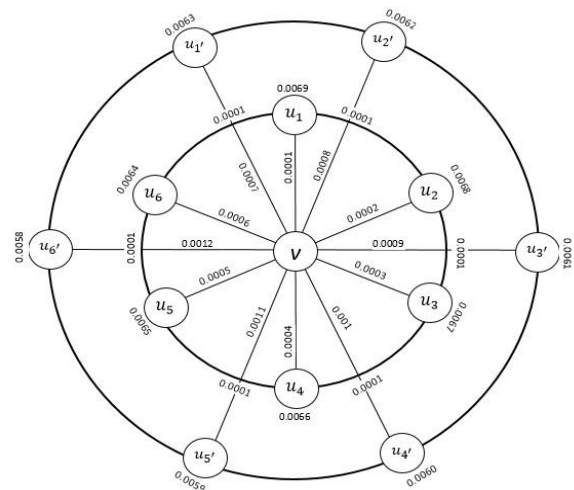 0.0063
0.0062
u1′
u2′
0.0069
0.0001
u1
0.0001
0.0064
0.0068
0.0007
0.0001
0.0008
u6
u2
0.0006
0.0002
0.0058
u6′
0.0001
0.0012
v
0.0009
0.0001
u3′
0.0061
0.0005
0.0003
u5
u3
0.0065
0.0067
0.0011
0.0004
0.001
0.0001
u4
0.0001
0.0066
u5′
u4′
0.0059
0.0060